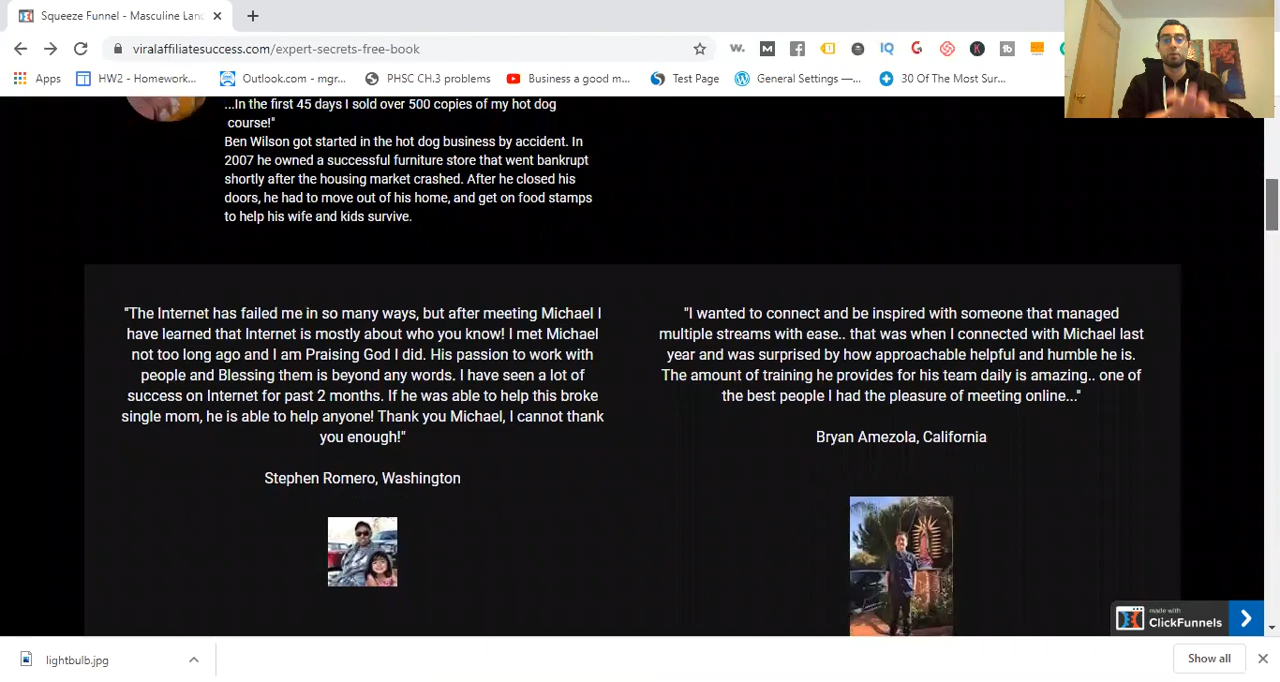 Squeeze Funnel - Masculine Lanc
viralaffiliatesuccess.com/expert-secrets-free-book
Apps
HW2 - Homework...
Outlook.com - mgr...
PHSC CH.3 problems
Business a good m...
Test Page
General Settings —...
30 Of The Most Sur...
...In the first 45 days I sold over 500 copies of my hot dog
course!"
Ben Wilson got started in the hot dog business by accident. In
2007 he owned a successful furniture store that went bankrupt
shortly after the housing market crashed. After he closed his
doors, he had to move out of his home, and get on food stamps
to help his wife and kids survive.
"The Internet has failed me in so many ways, but after meeting Michael I
have learned that Internet is mostly about who you know! I met Michael
not too long ago and I am Praising God I did. His passion to work with
people and Blessing them is beyond any words. I have seen a lot of
success on Internet for past 2 months. If he was able to help this broke
single mom, he is able to help anyone! Thank you Michael, I cannot thank
you enough!"
Stephen Romero, Washington
"I wanted to connect and be inspired with someone that managed
multiple streams with ease.. that was when I connected with Michael last
year and was surprised by how approachable helpful and humble he is.
The amount of training he provides for his team daily is amazing.. one of
the best people I had the pleasure of meeting online..."
Bryan Amezola, California
made with
ClickFunnels
lightbulb.jpg
Show all